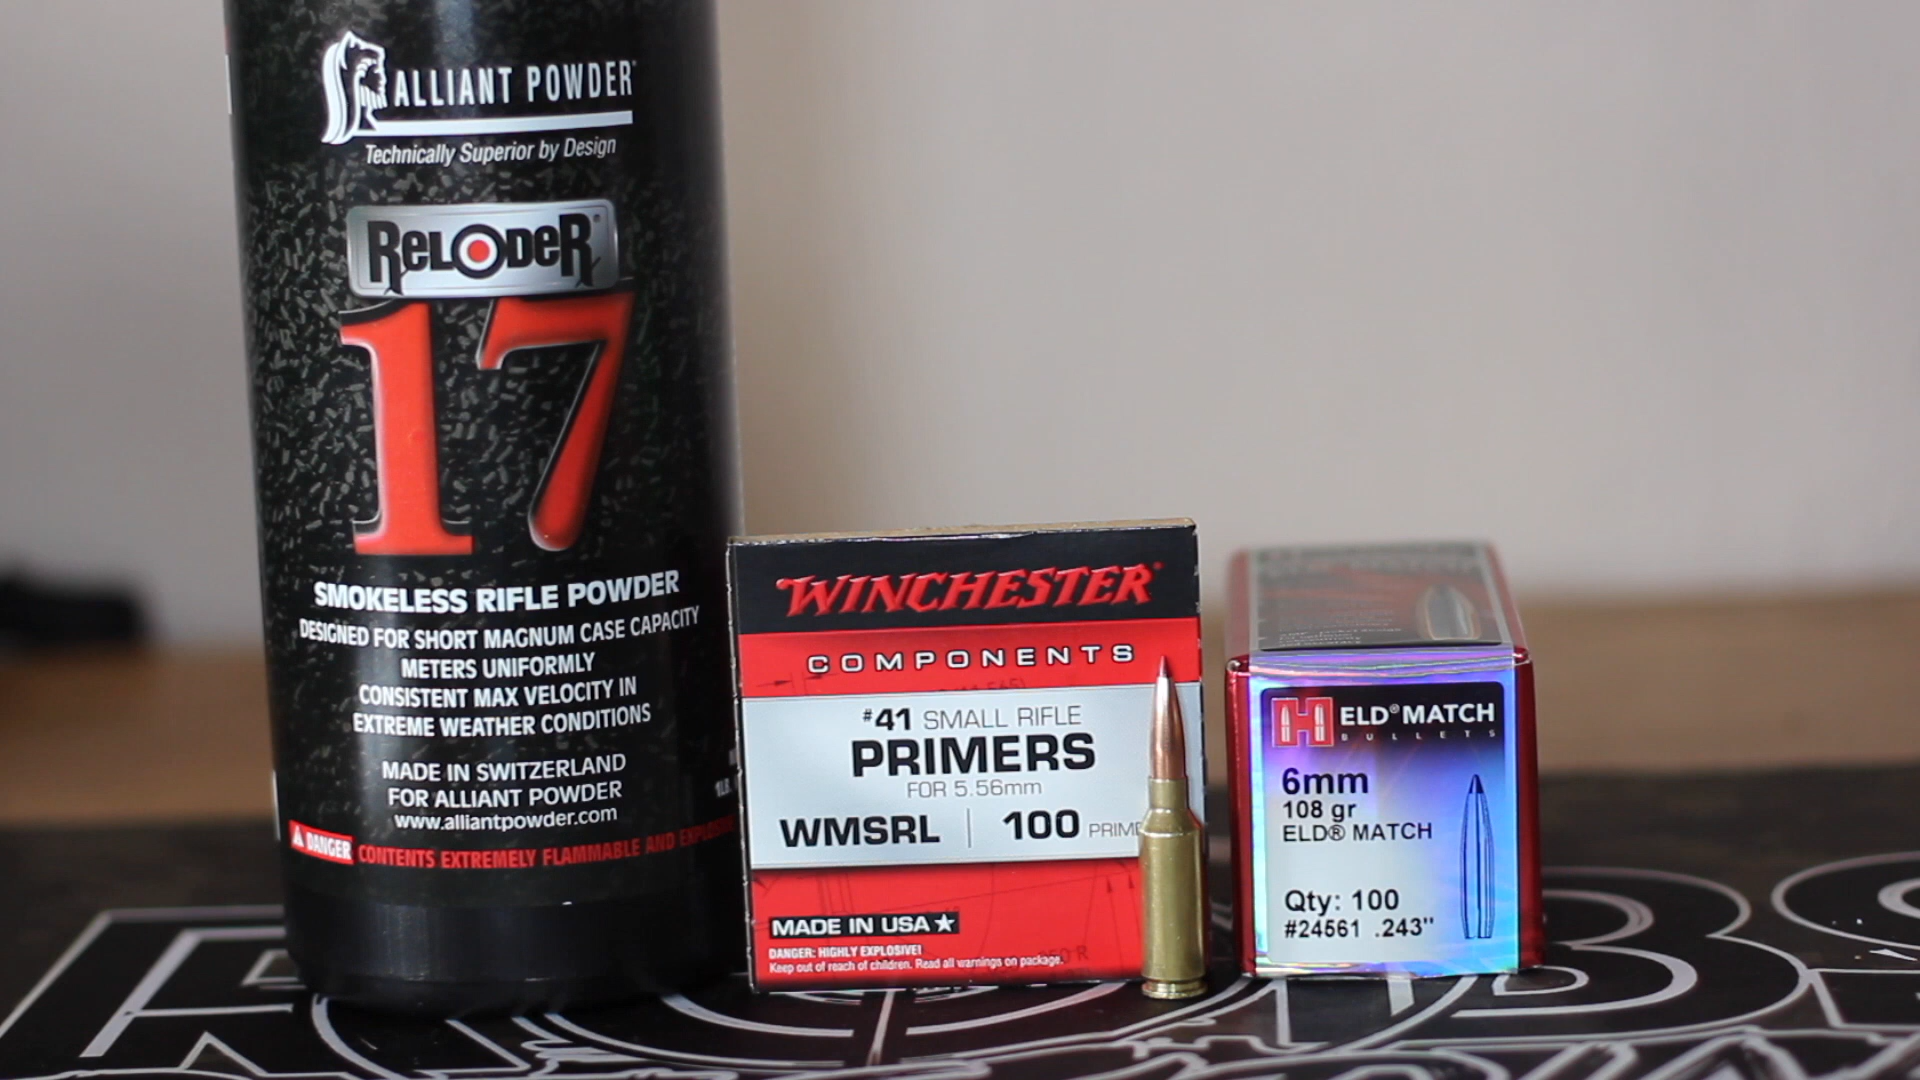 ALLIANT POWDER
Technically Superior by Design
RELODER®
17
SMOKELESS RIFLE POWDER
DESIGNED FOR SHORT MAGNUM CASE CAPACITY
METERS UNIFORMLY
CONSISTENT MAX VELOCITY IN
EXTREME WEATHER CONDITIONS
MADE IN SWITZERLAND
FOR ALLIANT POWDER
www.alliantpowder.com
DANGER CONTENTS EXTREMELY FLAMMABLE AND
WINCHESTER
COMPONENTS
#41 SMALL RIFLE
PRIMERS
FOR 5.56mm
WMSRL | 100
MADE IN USA
DANGER: HIGHLY EXPLOSIVE!
Keep out of reach of children. Read all warnings on package.
H ELD® MATCH
BULLETS
6mm
108 gr
ELD® MATCH
Qty: 100
#24561 .243"